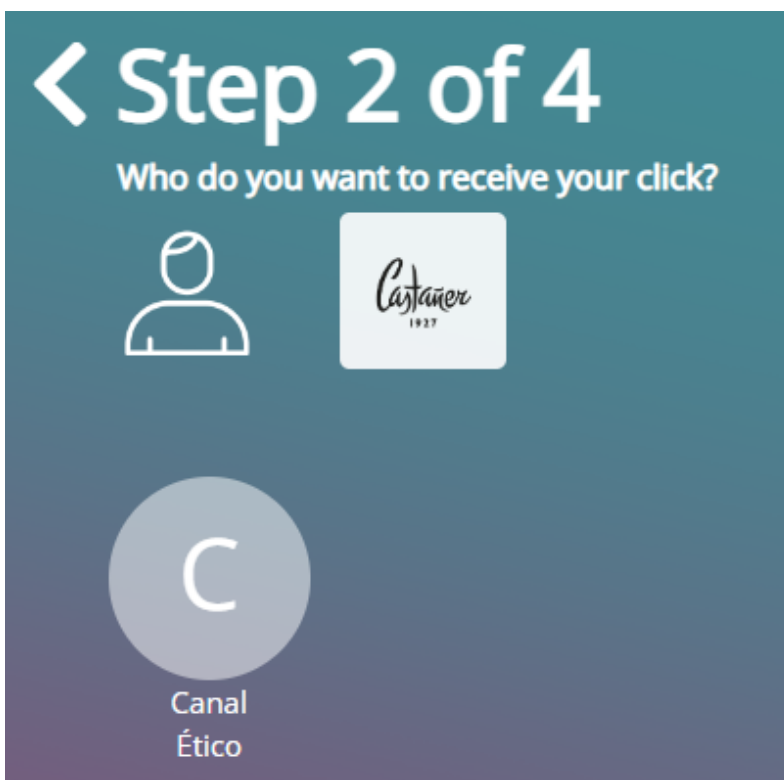 Step 2 of 4
Who do you want to receive your click?
Castañer
1927
C
Canal
Ético